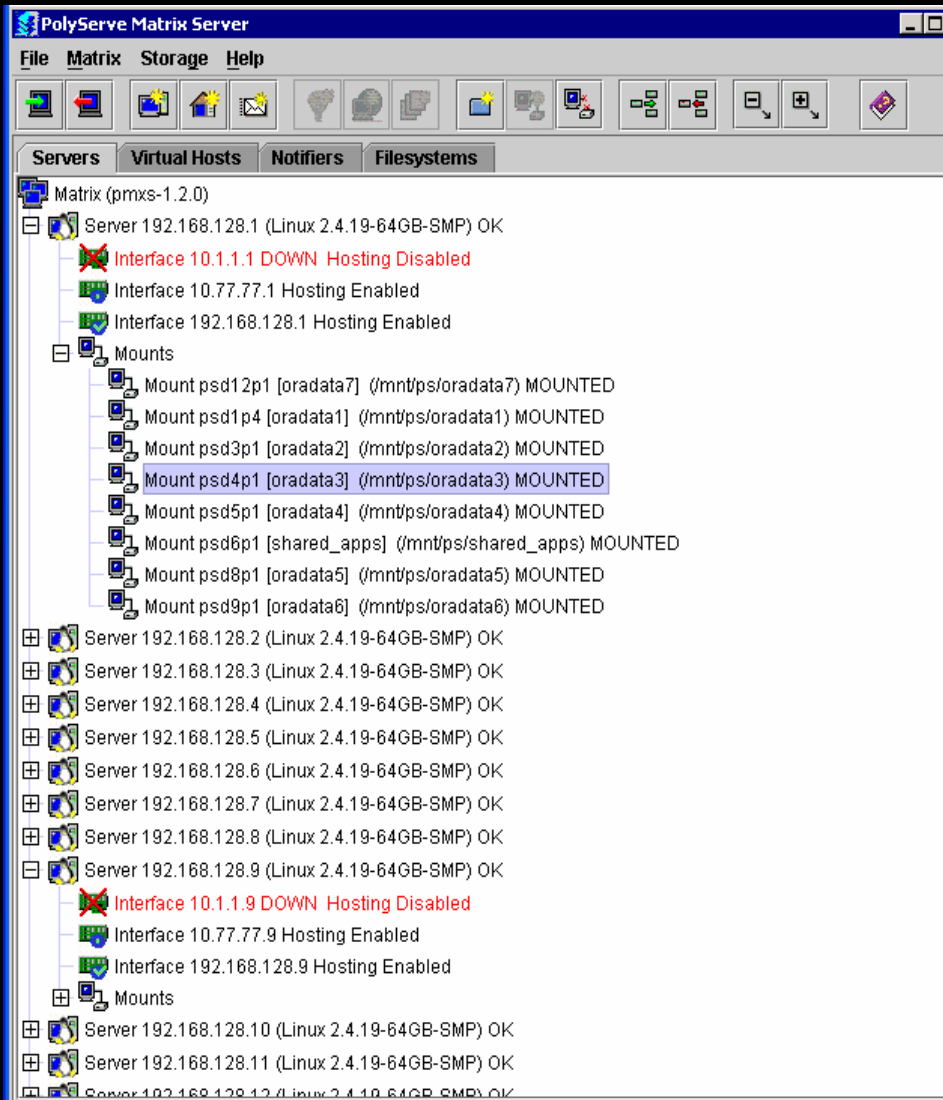 PolyServe Matrix Server
File Matrix Storage Help
Servers Virtual Hosts Notifiers Filesystems
Matrix (pmxs-1.2.0)
Server 192.168.128.1 (Linux 2.4.19-64GB-SMP) OK
Interface 10.1.1.1 DOWN Hosting Disabled
Interface 10.77.77.1 Hosting Enabled
Interface 192.168.128.1 Hosting Enabled
Mounts
Mount psd12p1 [oradata7] (/mnt/ps/oradata7) MOUNTED
Mount psd1p4 [oradata1] (/mnt/ps/oradata1) MOUNTED
Mount psd3p1 [oradata2] (/mnt/ps/oradata2) MOUNTED
Mount psd4p1 [oradata3] (/mnt/ps/oradata3) MOUNTED
Mount psd5p1 [oradata4] (/mnt/ps/oradata4) MOUNTED
Mount psd6p1 [shared_apps] (/mnt/ps/shared_apps) MOUNTED
Mount psd8p1 [oradata5] (/mnt/ps/oradata5) MOUNTED
Mount psd9p1 [oradata6] (/mnt/ps/oradata6) MOUNTED
Server 192.168.128.2 (Linux 2.4.19-64GB-SMP) OK
Server 192.168.128.3 (Linux 2.4.19-64GB-SMP) OK
Server 192.168.128.4 (Linux 2.4.19-64GB-SMP) OK
Server 192.168.128.5 (Linux 2.4.19-64GB-SMP) OK
Server 192.168.128.6 (Linux 2.4.19-64GB-SMP) OK
Server 192.168.128.7 (Linux 2.4.19-64GB-SMP) OK
Server 192.168.128.8 (Linux 2.4.19-64GB-SMP) OK
Server 192.168.128.9 (Linux 2.4.19-64GB-SMP) OK
Interface 10.1.1.9 DOWN Hosting Disabled
Interface 10.77.77.9 Hosting Enabled
Interface 192.168.128.9 Hosting Enabled
Mounts
Server 192.168.128.10 (Linux 2.4.19-64GB-SMP) OK
Server 192.168.128.11 (Linux 2.4.19-64GB-SMP) OK
Server 192.168.128.12 (Linux 2.4.19-64GB-SMP) OK